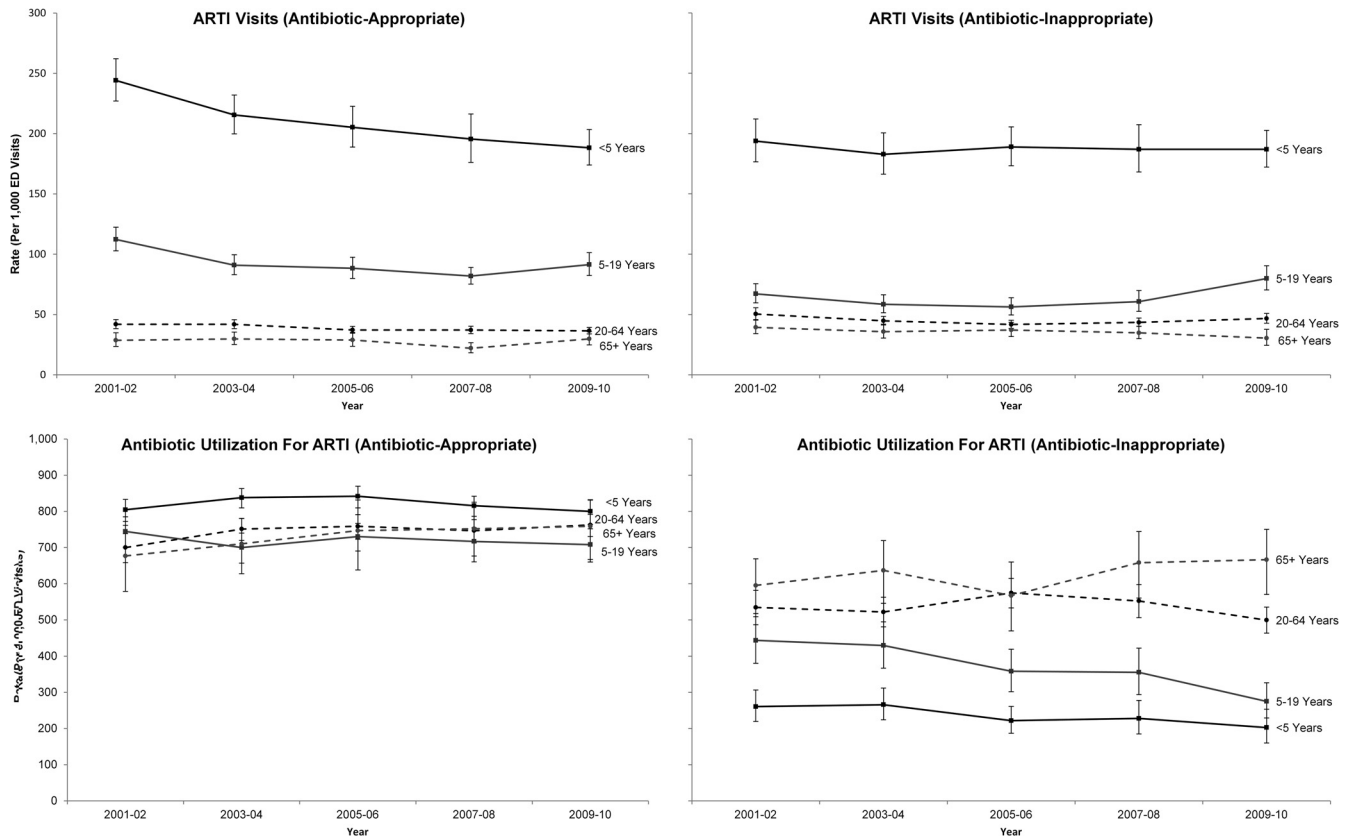 ARTI Visits (Antibiotic-Appropriate)
300
250
200
150
100
50
0
Rate (Per 1,000 ED Visits)
<5 Years
5-19 Years
20-64 Years
65+ Years
2001-02 2003-04 2005-06 2007-08 2009-10
Year
ARTI Visits (Antibiotic-Inappropriate)
<5 Years
5-19 Years
20-64 Years
65+ Years
2001-02 2003-04 2005-06 2007-08 2009-10
Year
Antibiotic Utilization For ARTI (Antibiotic-Appropriate)
1,000
900
800
700
600
500
400
300
200
100
0
<5 Years
20-64 Years
65+ Years
5-19 Years
2001-02 2003-04 2005-06 2007-08 2009-10
Year
Antibiotic Utilization For ARTI (Antibiotic-Inappropriate)
65+ Years
20-64 Years
5-19 Years
<5 Years
2001-02 2003-04 2005-06 2007-08 2009-10
Year